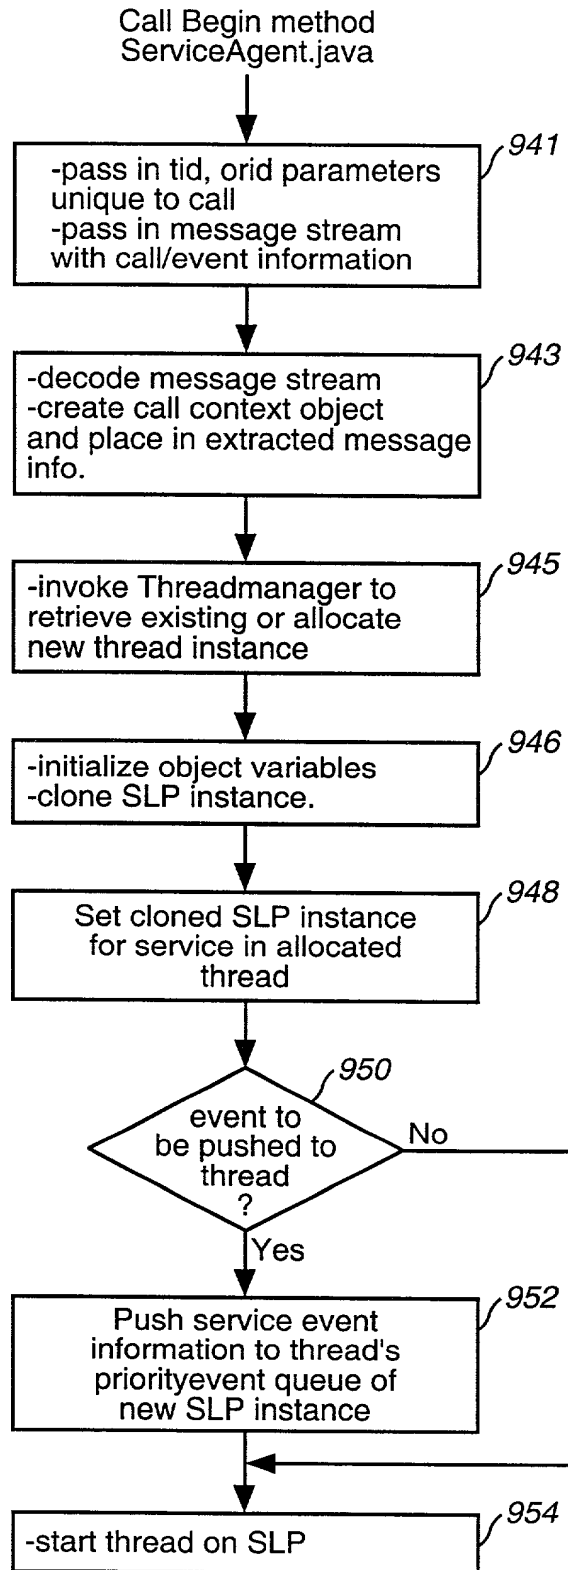 Call Begin method
ServiceAgent.java
941
-pass in tid, orid parameters
unique to call
-pass in message stream
with call/event information
943
-decode message stream
-create call context object
and place in extracted message
info.
945
-invoke Threadmanager to
retrieve existing or allocate
new thread instance
946
-initialize object variables
-clone SLP instance.
948
Set cloned SLP instance
for service in allocated
thread
950
event to
be pushed to
thread
?
No
Yes
952
Push service event
information to thread's
priorityevent queue of
new SLP instance
954
-start thread on SLP